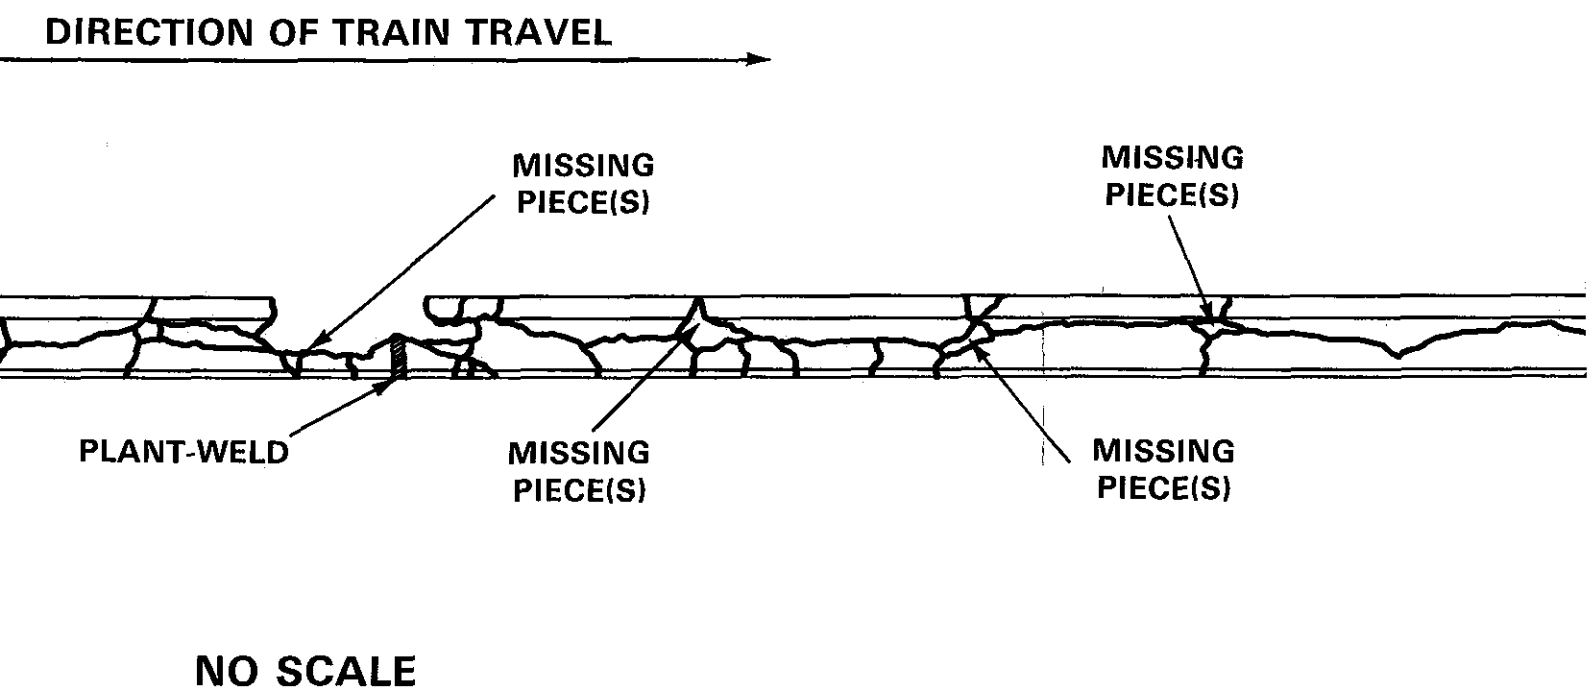 DIRECTION OF TRAIN TRAVEL
MISSING
PIECE(S)
MISSING
PIECE(S)
PLANT-WELD
MISSING
PIECE(S)
MISSING
PIECE(S)
NO SCALE